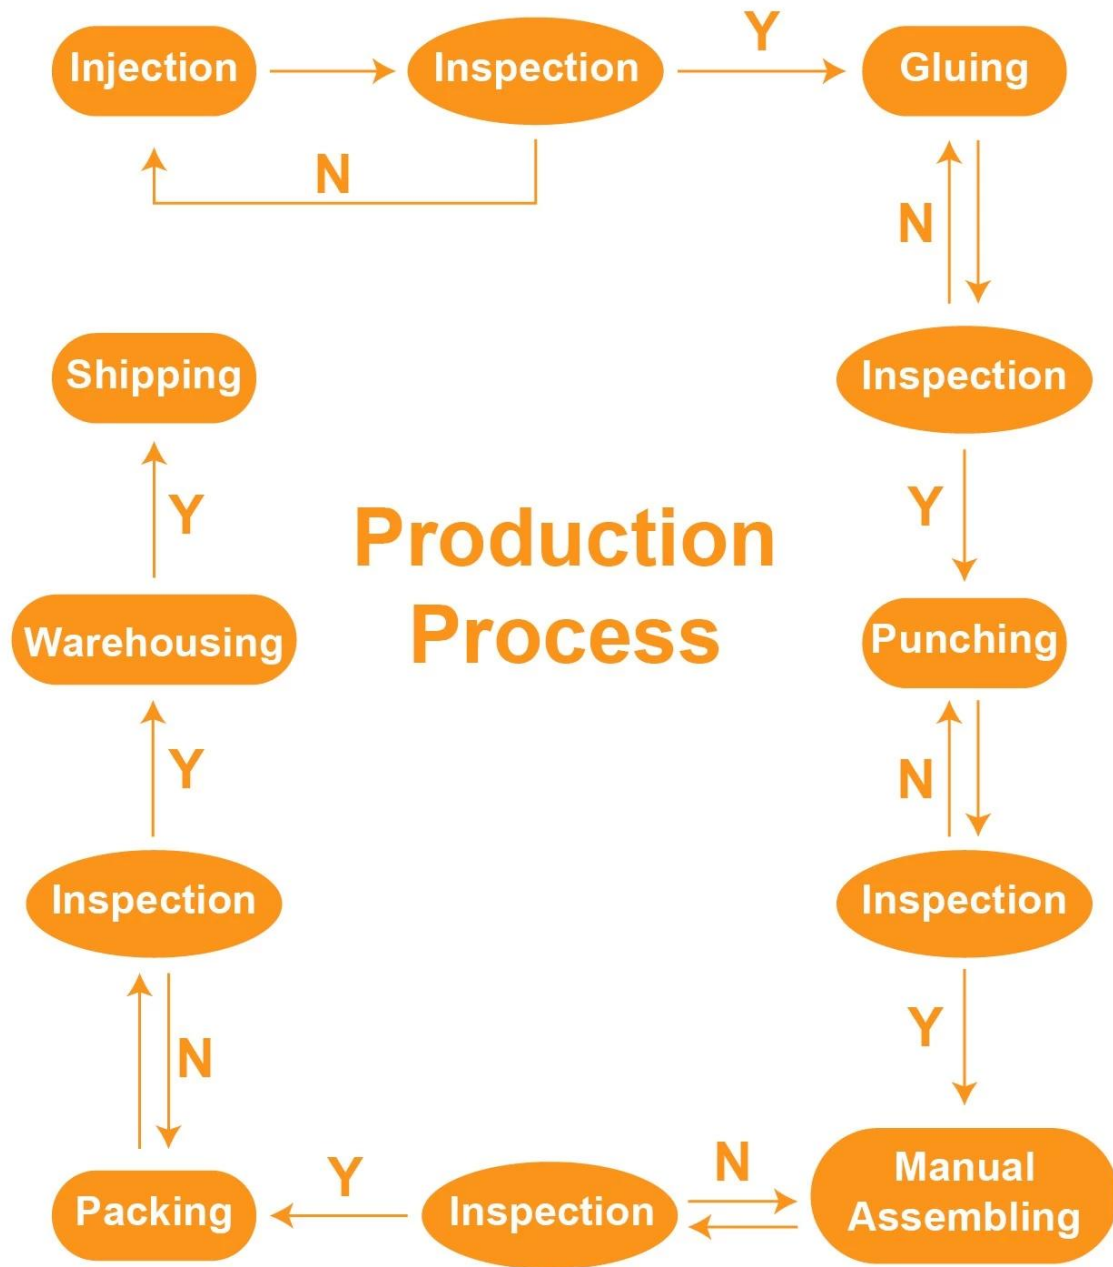 Injection
Inspection
Y
Gluing
N
N
Inspection
Y
Punching
N
Inspection
Y
Manual
Assembling
N
Inspection
Y
Packing
N
Inspection
Y
Warehousing
Y
Shipping
Production
Process